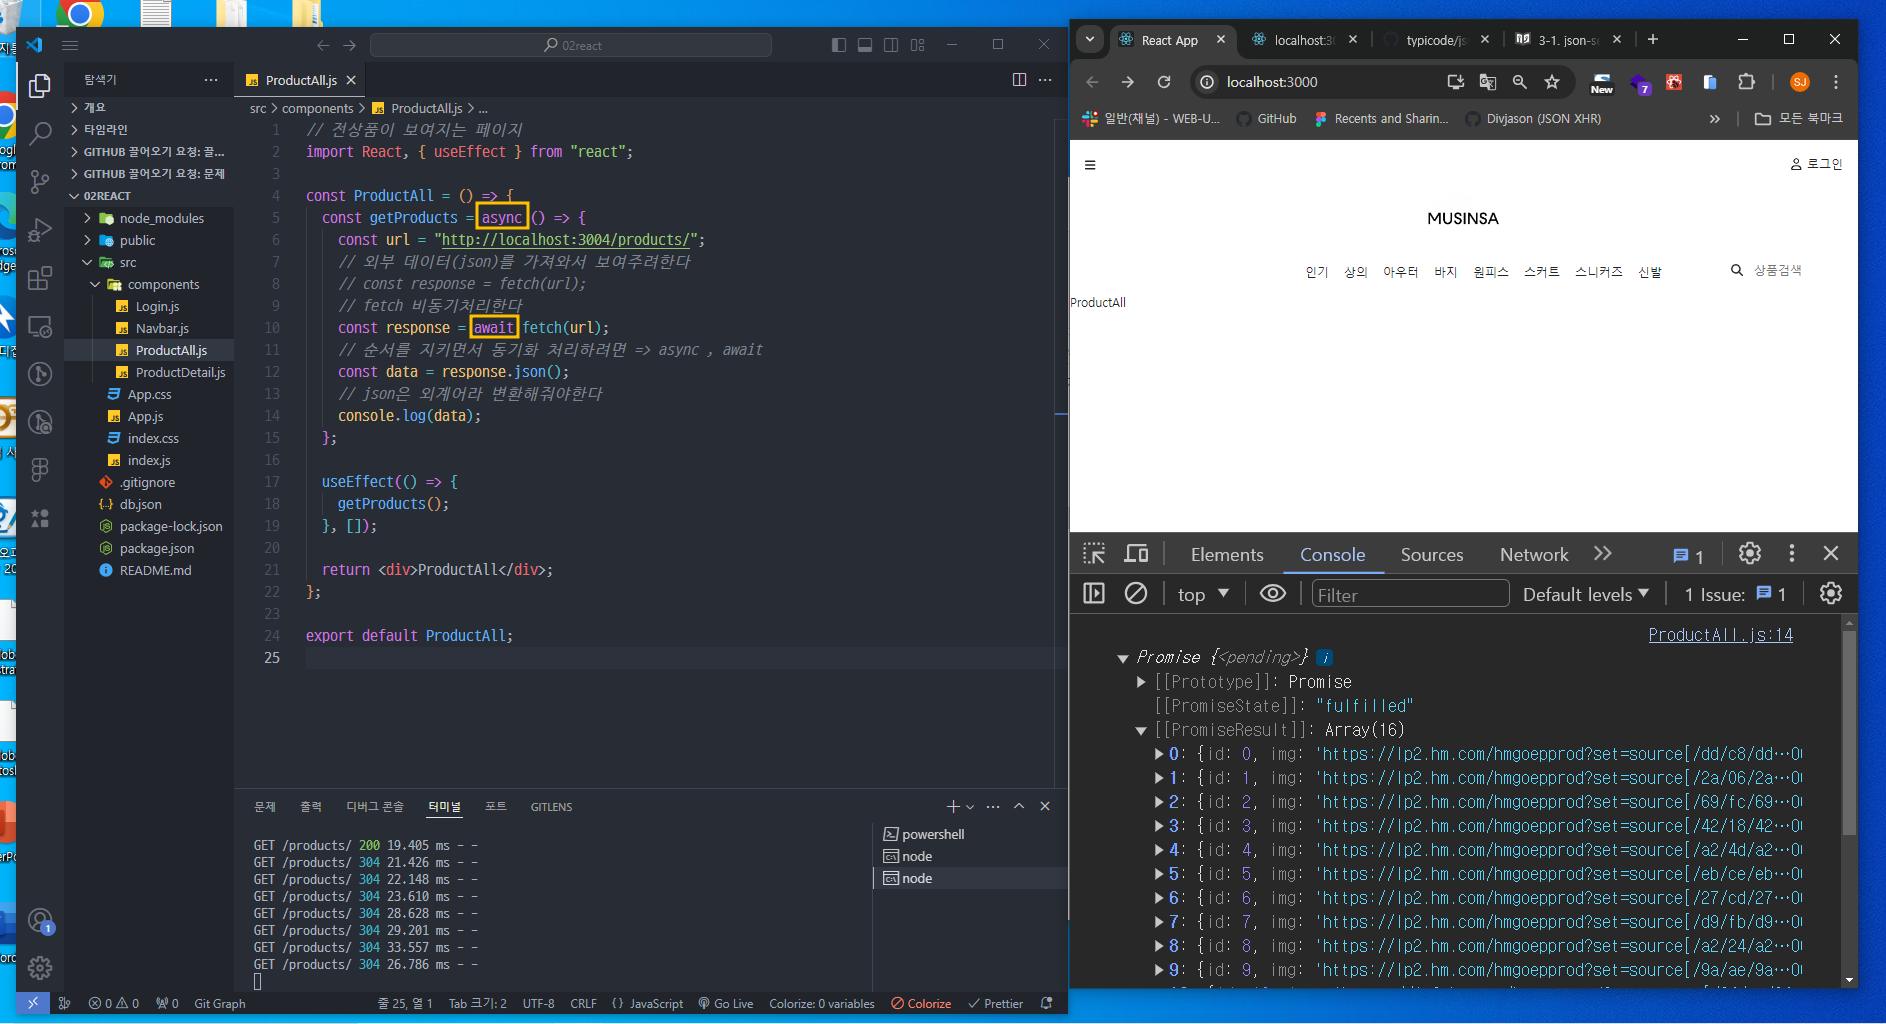 02react
탐색기
개요
타임라인
GITHUB 끌어오기 요청: 끌...
GITHUB 끌어오기 요청: 문제
02REACT
node_modules
public
src
components
Login.js
Navbar.js
ProductAll.js
ProductDetail.js
App.css
App.js
index.css
index.js
.gitignore
db.json
package-lock.json
package.json
README.md
ProductAll.js
src > components > ProductAll.js > ...
1 // 전상품이 보여지는 페이지
2 import React, { useEffect } from "react";
3
4 const ProductAll = () => {
5 const getProducts = async () => {
6 const url = "http://localhost:3004/products/";
7 // 외부 데이터(json)를 가져와서 보여주려한다
8 // const response = fetch(url);
9 // fetch 비동기처리한다
10 const response = await fetch(url);
11 // 순서를 지키면서 동기화 처리하려면 => async , await
12 const data = response.json();
13 // json은 외계어라 변환해줘야한다
14 console.log(data);
15 };
16
17 useEffect(() => {
18 getProducts();
19 }, []);
20
21 return <div>ProductAll</div>;
22 };
23
24 export default ProductAll;
25
문제 출력 디버그 콘솔 터미널 포트 GITLENS
GET /products/ 200 19.405 ms - -
GET /products/ 304 21.426 ms - -
GET /products/ 304 22.148 ms - -
GET /products/ 304 23.610 ms - -
GET /products/ 304 28.628 ms - -
GET /products/ 304 29.201 ms - -
GET /products/ 304 33.557 ms - -
GET /products/ 304 26.786 ms - -
powershell
node
node
1
0 0 0 Git Graph 줄 25, 열 1 Tab 크기: 2 UTF-8 CRLF { } JavaScript Go Live Colorize: 0 variables Colorize Prettier
React App localhost:30 typicode/js 3-1. json-se
localhost:3000 New 7 SJ
일반(채널) - WEB-U... GitHub Recents and Sharin... Divjason (JSON XHR) » 모든 북마크
로그인
MUSINSA
인기 상의 아우터 바지 원피스 스커트 스니커즈 신발 상품검색
ProductAll
Elements Console Sources Network 1
top Filter Default levels 1 Issue: 1
ProductAll.js:14
Promise {<pending>} i
[[Prototype]]: Promise
[[PromiseState]]: "fulfilled"
[[PromiseResult]]: Array(16)
0: {id: 0, img: 'https://lp2.hm.com/hmgoepprod?set=source[/dd/c8/dd…0
1: {id: 1, img: 'https://lp2.hm.com/hmgoepprod?set=source[/2a/06/2a…0
2: {id: 2, img: 'https://lp2.hm.com/hmgoepprod?set=source[/69/fc/69…0
3: {id: 3, img: 'https://lp2.hm.com/hmgoepprod?set=source[/42/18/42…0
4: {id: 4, img: 'https://lp2.hm.com/hmgoepprod?set=source[/a2/4d/a2…0
5: {id: 5, img: 'https://lp2.hm.com/hmgoepprod?set=source[/eb/ce/eb…0
6: {id: 6, img: 'https://lp2.hm.com/hmgoepprod?set=source[/27/cd/27…0
7: {id: 7, img: 'https://lp2.hm.com/hmgoepprod?set=source[/d9/fb/d9…0
8: {id: 8, img: 'https://lp2.hm.com/hmgoepprod?set=source[/a2/24/a2…0
9: {id: 9, img: 'https://lp2.hm.com/hmgoepprod?set=source[/9a/ae/9a…0